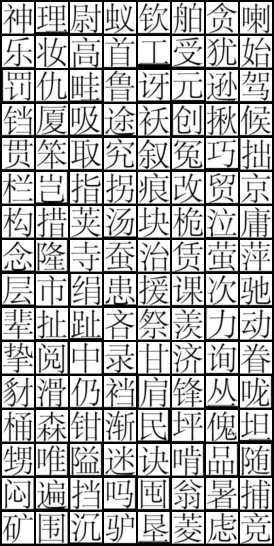 神理尉蚁钦舶贪喇
乐妆高首工受犹始
罚仇畦鲁讶元逊驾
铛厦吸途袄创揪候
贯笨取究叙冤巧拙
栏岂指拐痕改贸京
构措荚汤块桅泣庸
念隆寺蚕治赁萤萍
层市绢患援课次驰
辈扯趾吝祭羡力动
挚阅中录甘济询眷
豺滑仍裆肩锋丛咙
桶森钳渐民坪傀坦
甥唯隘迷诀啃品随
闷遍挡吗囤翁暑捕
矿围沉驴垦菱虑竞